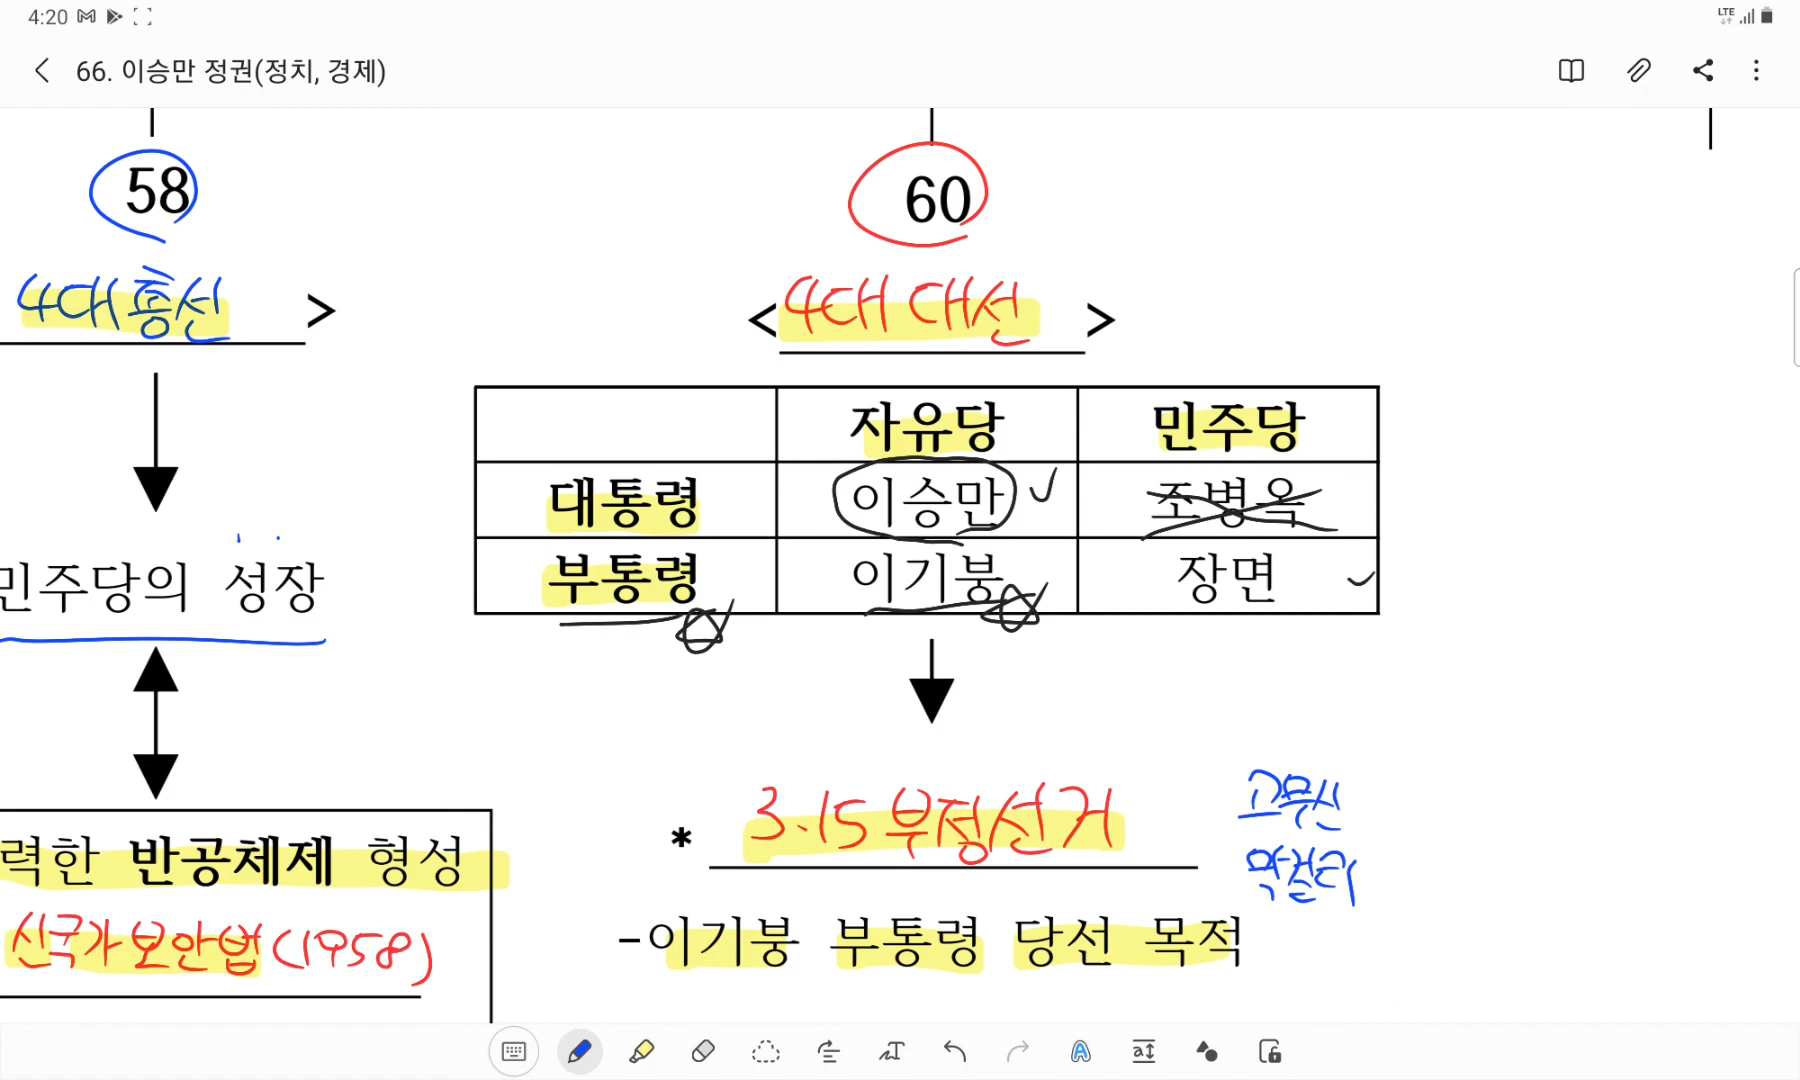 4:20
LTE
66. 이승만 정권(정치, 경제)
58
4대총선 >
60
<4대 대선>
자유당 민주당
대통령 이승만 조병옥
부통령 이기붕 장면
민주당의 성장
력한 반공체제 형성
신국가보안법(1958)
* 3.15 부정선거
고무신
막걸리
-이기붕 부통령 당선 목적